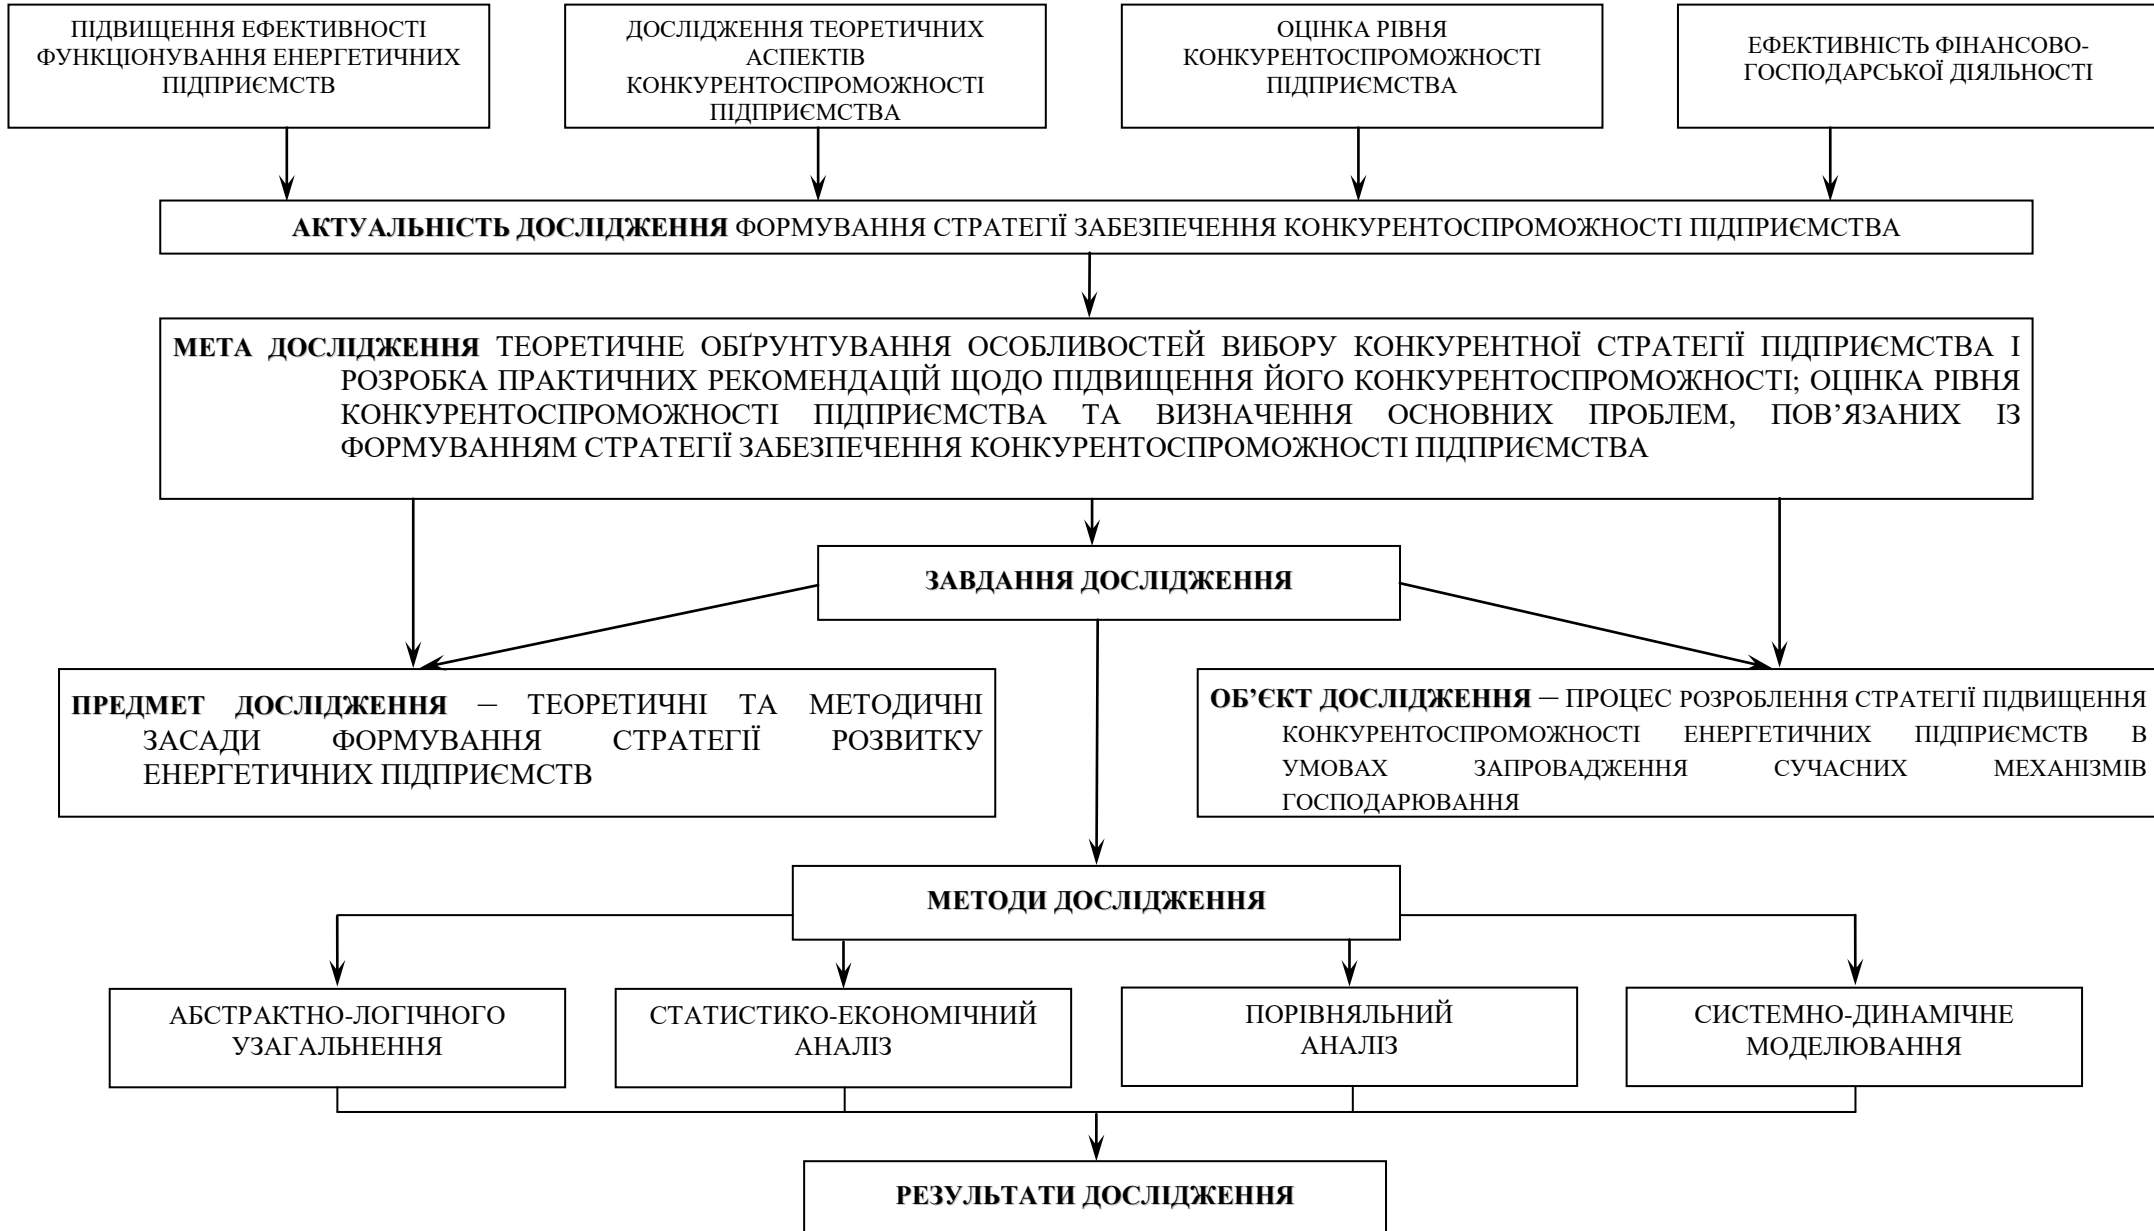 ПІДВИЩЕННЯ ЕФЕКТИВНОСТІ
ФУНКЦІОНУВАННЯ ЕНЕРГЕТИЧНИХ
ПІДПРИЄМСТВ
ДОСЛІДЖЕННЯ ТЕОРЕТИЧНИХ
АСПЕКТІВ
КОНКУРЕНТОСПРОМОЖНОСТІ
ПІДПРИЄМСТВА
ОЦІНКА РІВНЯ
КОНКУРЕНТОСПРОМОЖНОСТІ
ПІДПРИЄМСТВА
ЕФЕКТИВНІСТЬ ФІНАНСОВО-
ГОСПОДАРСЬКОЇ ДІЯЛЬНОСТІ
АКТУАЛЬНІСТЬ ДОСЛІДЖЕННЯ ФОРМУВАННЯ СТРАТЕГІЇ ЗАБЕЗПЕЧЕННЯ КОНКУРЕНТОСПРОМОЖНОСТІ ПІДПРИЄМСТВА
МЕТА ДОСЛІДЖЕННЯ ТЕОРЕТИЧНЕ ОБҐРУНТУВАННЯ ОСОБЛИВОСТЕЙ ВИБОРУ КОНКУРЕНТНОЇ СТРАТЕГІЇ ПІДПРИЄМСТВА І
РОЗРОБКА ПРАКТИЧНИХ РЕКОМЕНДАЦІЙ ЩОДО ПІДВИЩЕННЯ ЙОГО КОНКУРЕНТОСПРОМОЖНОСТІ; ОЦІНКА РІВНЯ
КОНКУРЕНТОСПРОМОЖНОСТІ ПІДПРИЄМСТВА ТА ВИЗНАЧЕННЯ ОСНОВНИХ ПРОБЛЕМ, ПОВ’ЯЗАНИХ ІЗ
ФОРМУВАННЯМ СТРАТЕГІЇ ЗАБЕЗПЕЧЕННЯ КОНКУРЕНТОСПРОМОЖНОСТІ ПІДПРИЄМСТВА
ЗАВДАННЯ ДОСЛІДЖЕННЯ
ПРЕДМЕТ ДОСЛІДЖЕННЯ – ТЕОРЕТИЧНІ ТА МЕТОДИЧНІ
ЗАСАДИ ФОРМУВАННЯ СТРАТЕГІЇ РОЗВИТКУ
ЕНЕРГЕТИЧНИХ ПІДПРИЄМСТВ
ОБ’ЄКТ ДОСЛІДЖЕННЯ – ПРОЦЕС РОЗРОБЛЕННЯ СТРАТЕГІЇ ПІДВИЩЕННЯ
КОНКУРЕНТОСПРОМОЖНОСТІ ЕНЕРГЕТИЧНИХ ПІДПРИЄМСТВ В
УМОВАХ ЗАПРОВАДЖЕННЯ СУЧАСНИХ МЕХАНІЗМІВ
ГОСПОДАРЮВАННЯ
МЕТОДИ ДОСЛІДЖЕННЯ
АБСТРАКТНО-ЛОГІЧНОГО
УЗАГАЛЬНЕННЯ
СТАТИСТИКО-ЕКОНОМІЧНИЙ
АНАЛІЗ
ПОРІВНЯЛЬНИЙ
АНАЛІЗ
СИСТЕМНО-ДИНАМІЧНЕ
МОДЕЛЮВАННЯ
РЕЗУЛЬТАТИ ДОСЛІДЖЕННЯ